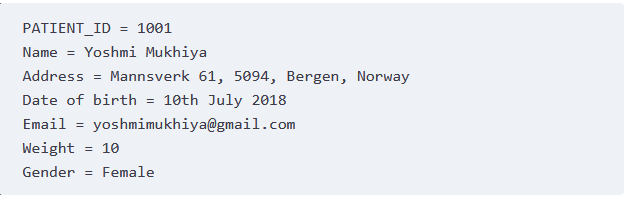 PATIENT_ID = 1001
Name = Yoshmi Mukhiya
Address = Mannsverk 61, 5094, Bergen, Norway
Date of birth = 10th July 2018
Email = yoshmimukhiya@gmail.com
Weight = 10
Gender = Female